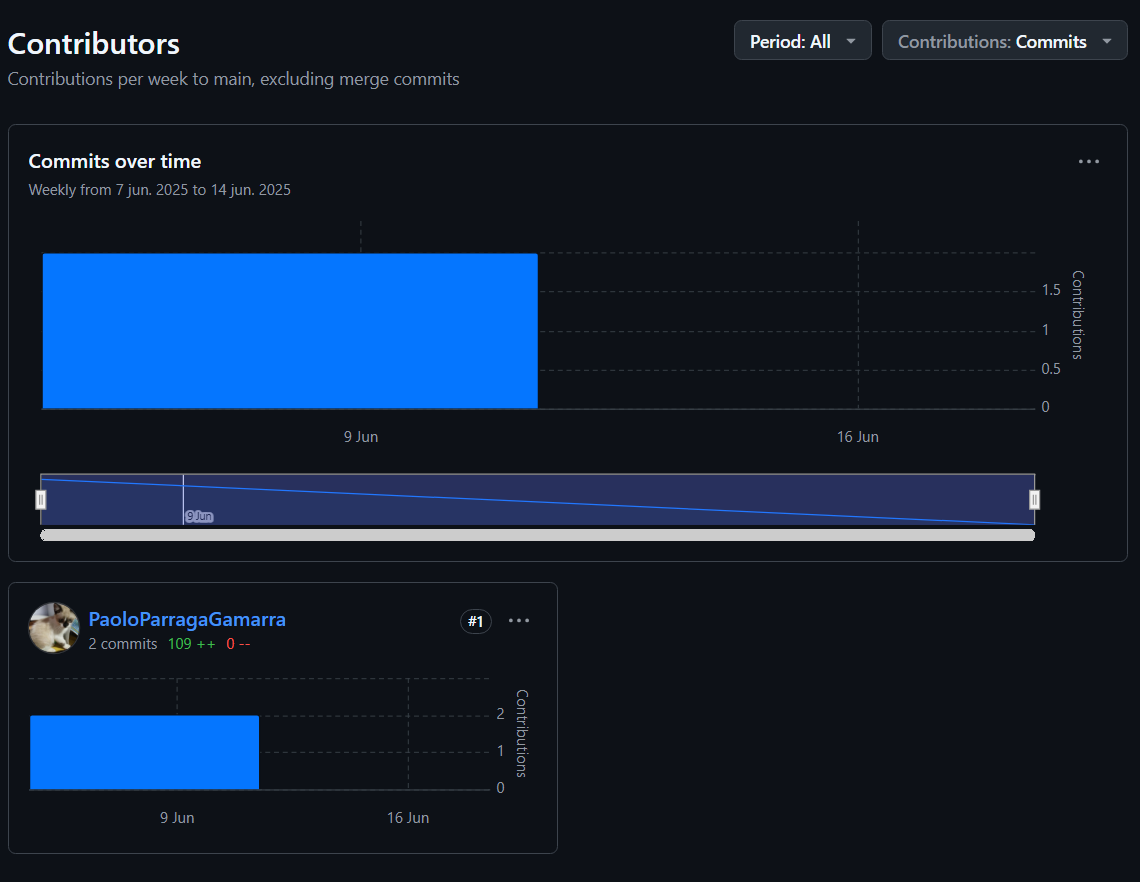 Contributors
Period: All
Contributions: Commits
Contributions per week to main, excluding merge commits
Commits over time
Weekly from 7 jun. 2025 to 14 jun. 2025
1.5
1
0.5
0
Contributions
9 Jun
16 Jun
9 Jun
PaoloParragaGamarra
#1
2 commits 109 ++ 0 --
2
1
0
Contributions
9 Jun
16 Jun